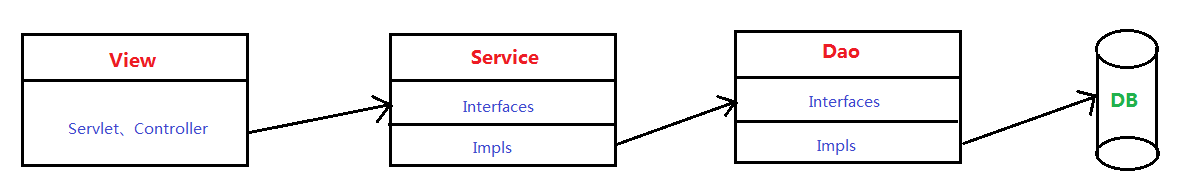 View
Servlet、Controller
Service
Interfaces
Impls
Dao
Interfaces
Impls
DB